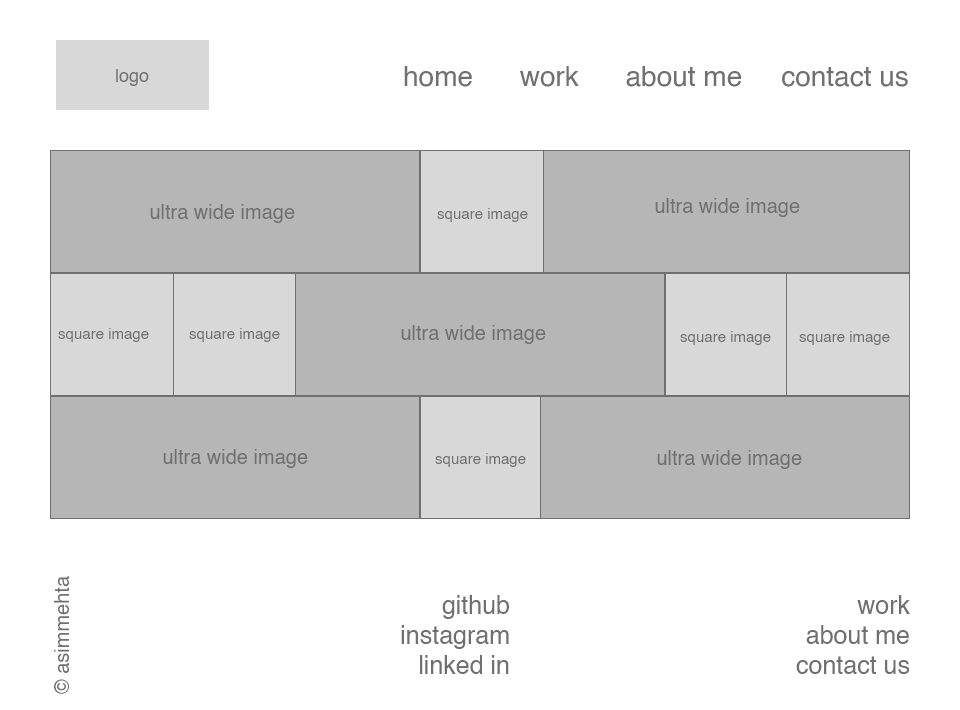 logo
home work about me contact us
ultra wide image square image ultra wide image
square image square image ultra wide image square image square image
ultra wide image square image ultra wide image
© asimmehta
github
instagram
linked in
work
about me
contact us